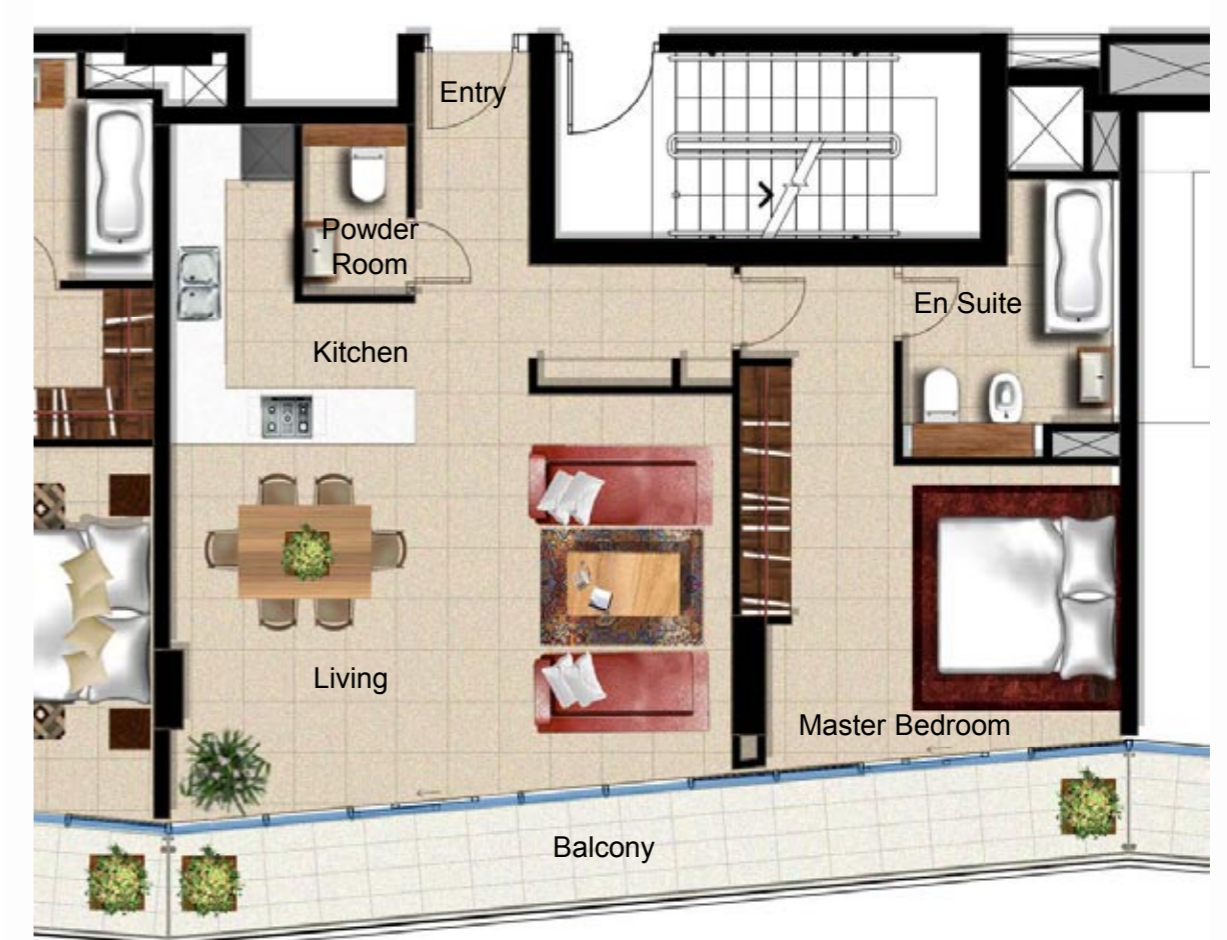 Entry
Powder
Room
En Suite
Kitchen
Living
Master Bedroom
Balcony